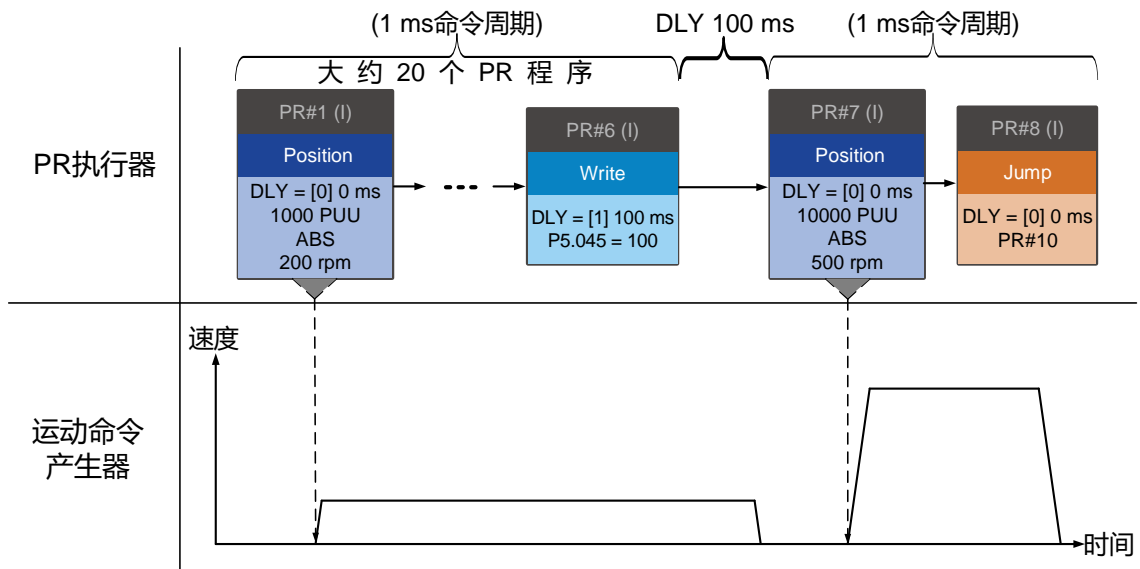 (1 ms命令周期)
DLY 100 ms
(1 ms命令周期)
大约20个PR程序
PR执行器
PR#1 (I)
Position
DLY = [0] 0 ms
1000 PUU
ABS
200 rpm
PR#6 (I)
Write
DLY = [1] 100 ms
P5.045 = 100
PR#7 (I)
Position
DLY = [0] 0 ms
10000 PUU
ABS
500 rpm
PR#8 (I)
Jump
DLY = [0] 0 ms
PR#10
运动命令
产生器
速度
时间